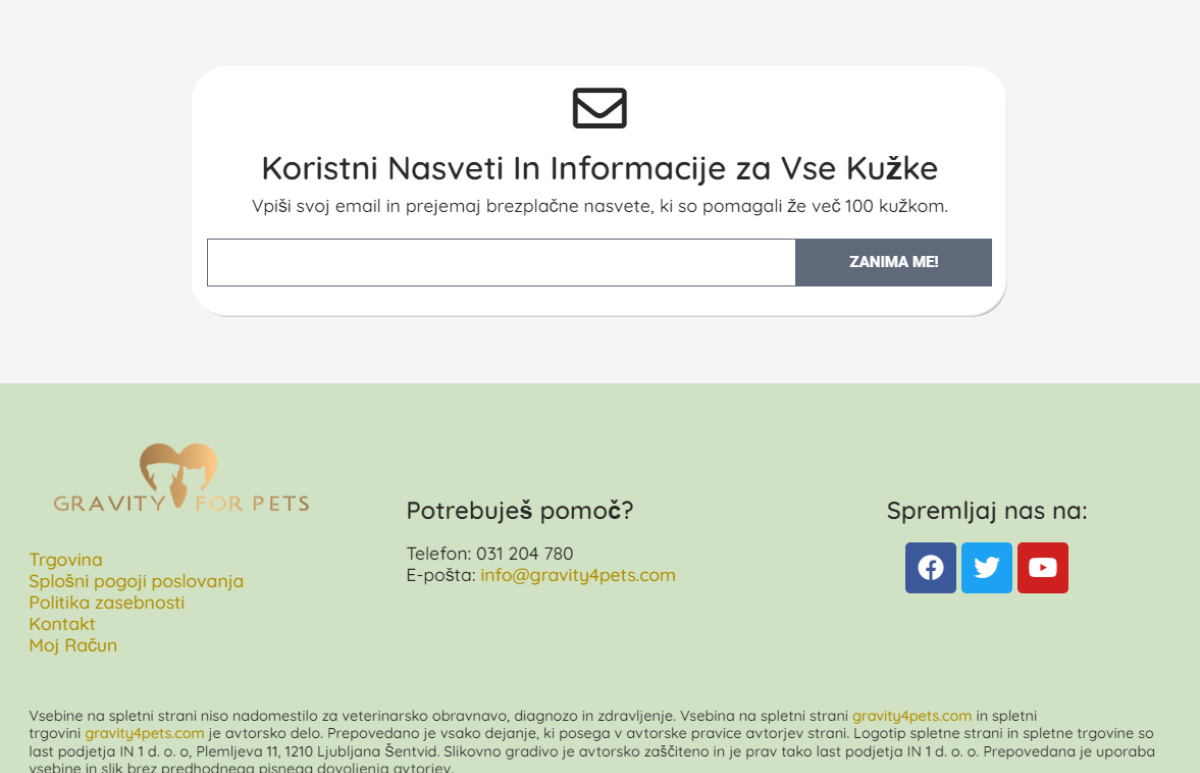 Koristni Nasveti In Informacije za Vse Kužke
Vpiši svoj email in prejemaj brezplačne nasvete, ki so pomagali že več 100 kužkom.
ZANIMA ME!
GRAVITY FOR PETS
Trgovina
Splošni pogoji poslovanja
Politika zasebnosti
Kontakt
Moj Račun
Potrebuješ pomoč?
Telefon: 031 204 780
E-pošta: info@gravity4pets.com
Spremljaj nas na:
Vsebine na spletni strani niso nadomestilo za veterinarsko obravnavo, diagnozo in zdravljenje. Vsebina na spletni strani gravity4pets.com in spletni
trgovini gravity4pets.com je avtorsko delo. Prepovedano je vsako dejanje, ki posega v avtorske pravice avtorjev strani. Logotip spletne strani in spletne trgovine so
last podjetja IN 1 d. o. o, Plemljeva 11, 1210 Ljubljana Šentvid. Slikovno gradivo je avtorsko zaščiteno in je prav tako last podjetja IN 1 d. o. o. Prepovedana je uporaba
vsebine in slik brez predhodnega pisnega dovoljenja avtorjev.